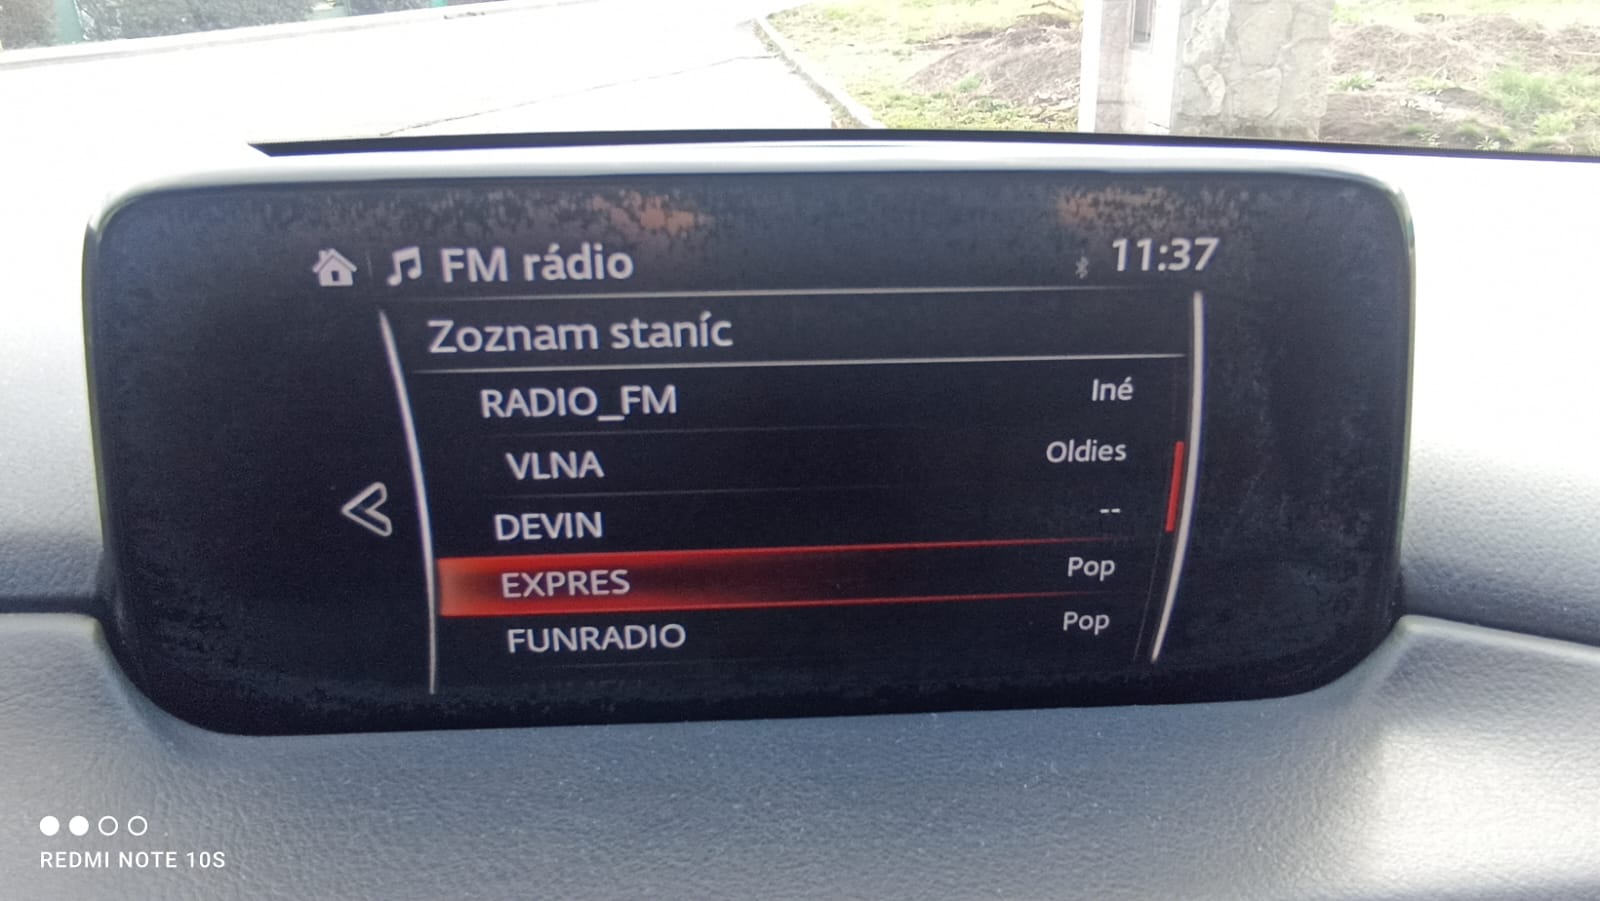 FM rádio 11:37
Zoznam staníc
RADIO_FM Iné
VLNA Oldies
DEVIN --
EXPRES Pop
FUNRADIO Pop
REDMI NOTE 10S